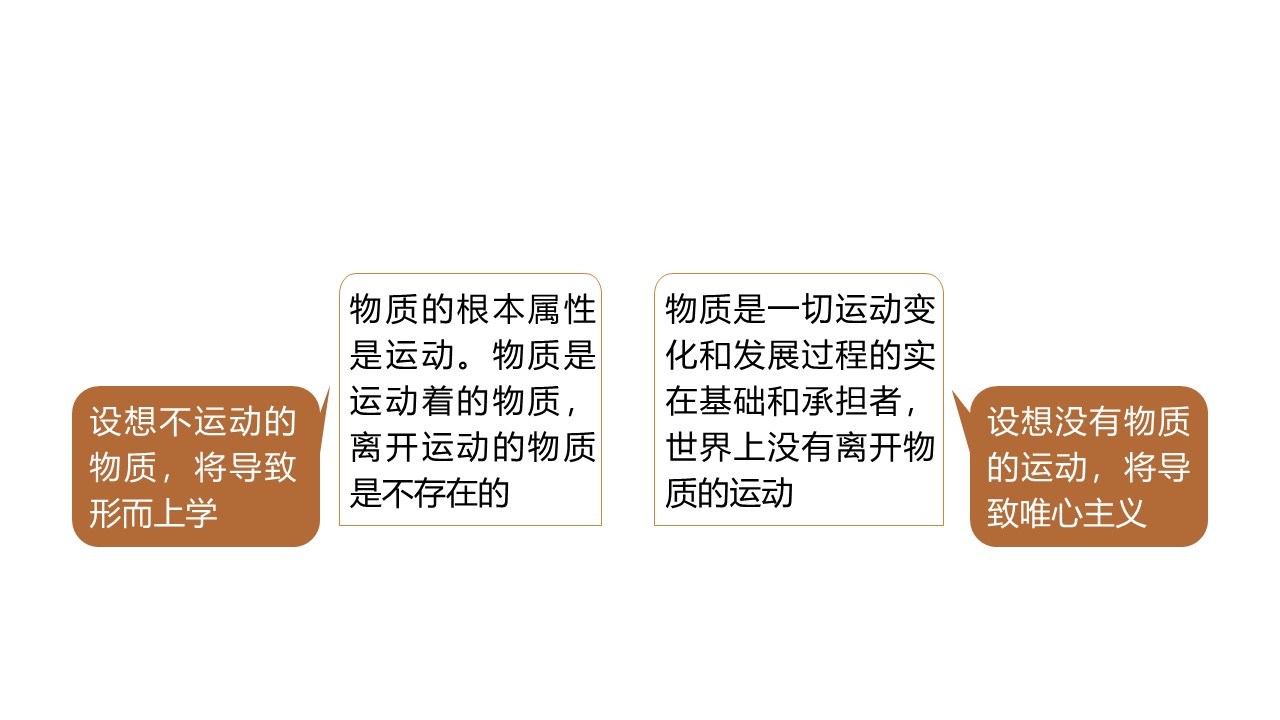 物质的根本属性
是运动。物质是
运动着的物质，
离开运动的物质
是不存在的
物质是一切运动变
化和发展过程的实
在基础和承担者，
世界上没有离开物
质的运动
设想不运动的
物质，将导致
形而上学
设想没有物质
的运动，将导
致唯心主义